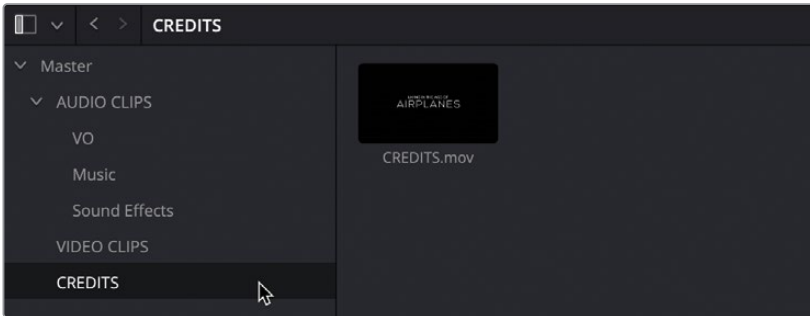 CREDITS
Master
AUDIO CLIPS
VO
Music
Sound Effects
VIDEO CLIPS
CREDITS
AIRPLANES
CREDITS.mov